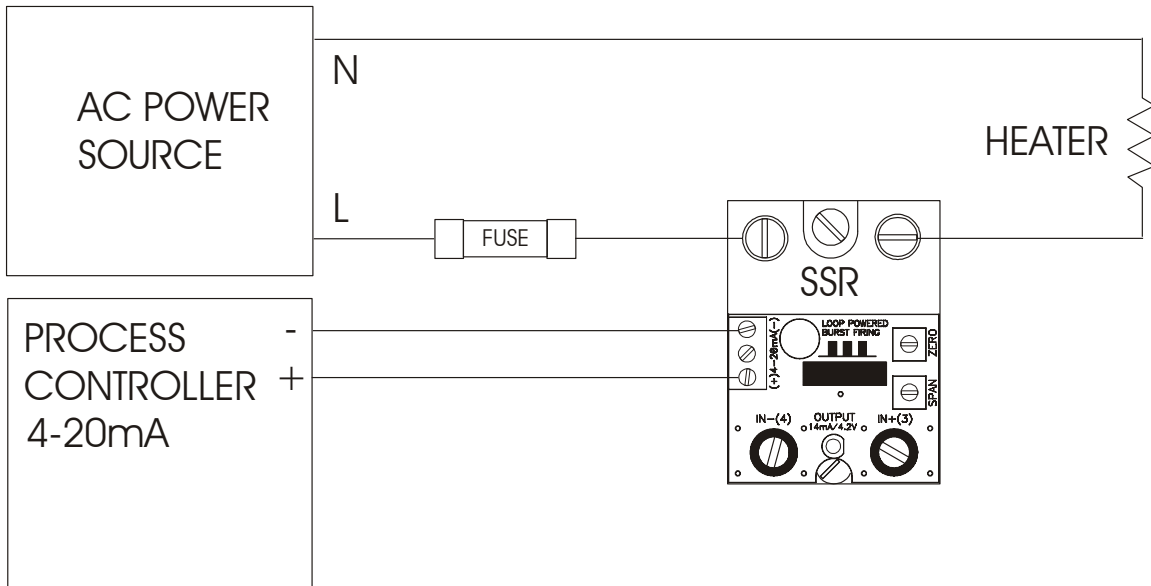 AC POWER
SOURCE
N
L
FUSE
HEATER
SSR
PROCESS
CONTROLLER
4-20mA
-
+
(+)4-20mA(-)
LOOP POWERED
BURST FIRING
ZERO
SPAN
IN-(4)
OUTPUT
14mA/4.2V
IN+(3)